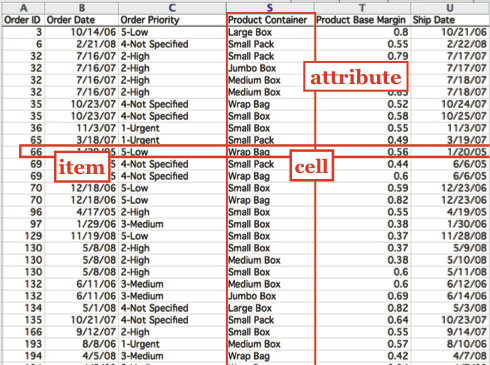 A B C S T U
Order ID Order Date Order Priority Product Container Product Base Margin Ship Date
3 10/14/06 5-Low Large Box 0.8 10/21/06
6 2/21/08 4-Not Specified Small Pack 0.55 2/22/08
32 7/16/07 2-High Small Pack 0.79 7/17/07
32 7/16/07 2-High Jumbo Box 7/17/07
attribute
32 7/16/07 2-High Medium Box 7/18/07
32 7/16/07 2-High Medium Box 7/18/07
35 10/23/07 4-Not Specified Wrap Bag 0.52 10/24/07
35 10/23/07 4-Not Specified Small Box 0.58 10/25/07
36 11/3/07 1-Urgent Small Box 0.55 11/3/07
65 3/18/07 1-Urgent Small Pack 0.49 3/19/07
66 5-Low Wrap Bag 0.56 1/20/05
item cell
69 4-Not Specified Small Pack 0.44 6/6/05
69 4-Not Specified Wrap Bag 0.6 6/6/05
70 12/18/06 5-Low Small Box 0.59 12/23/06
70 12/18/06 5-Low Wrap Bag 0.82 12/23/06
96 4/17/05 2-High Small Box 0.55 4/19/05
97 1/29/06 3-Medium Small Box 0.38 1/30/06
129 11/19/08 5-Low Small Box 0.37 11/28/08
130 5/8/08 2-High Small Box 0.37 5/9/08
130 5/8/08 2-High Medium Box 0.38 5/10/08
130 5/8/08 2-High Small Box 0.6 5/11/08
132 6/11/06 3-Medium Medium Box 0.6 6/12/06
132 6/11/06 3-Medium Jumbo Box 0.69 6/14/06
134 5/1/08 4-Not Specified Large Box 0.82 5/3/08
135 10/21/07 4-Not Specified Small Pack 0.64 10/23/07
166 9/12/07 2-High Small Box 0.55 9/14/07
193 8/8/06 1-Urgent Medium Box 0.57 8/10/06
194 4/5/08 3-Medium Wrap Bag 0.42 4/7/08